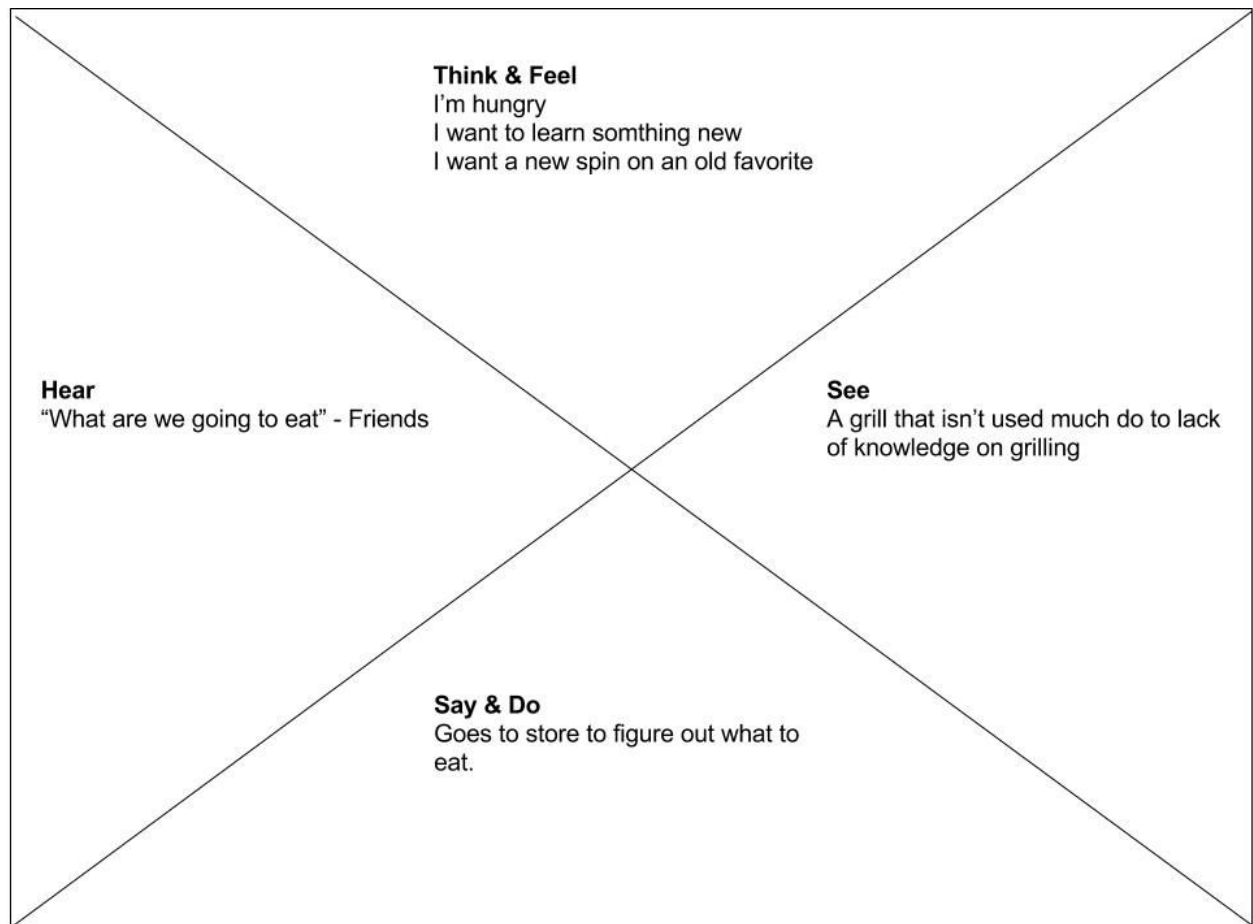 Think & Feel
I'm hungry
I want to learn somthing new
I want a new spin on an old favorite
Hear
“What are we going to eat” - Friends
See
A grill that isn't used much do to lack
of knowledge on grilling
Say & Do
Goes to store to figure out what to
eat.